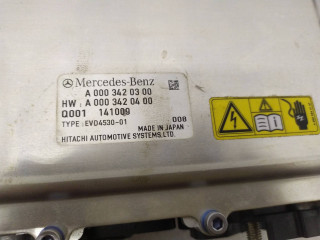 Mercedes-Benz
A 000 342 03 00
HW : A 000 342 04 00
Q001 141009
TYPE : EVD4530-01 008
MADE IN JAPAN
HITACHI AUTOMOTIVE SYSTEMS,LTD.